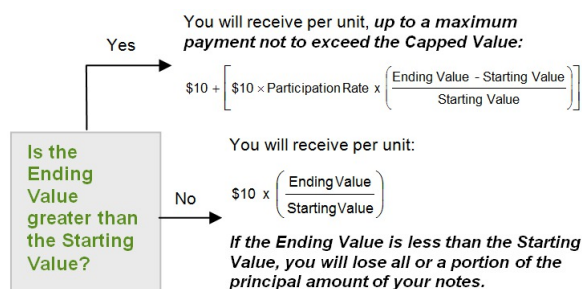 You will receive per unit, up to a maximum
payment not to exceed the Capped Value:
Yes
$10 + [ $10 × Participation Rate x ( Ending Value - Starting Value / Starting Value ) ]
Is the
Ending
Value
greater than
the Starting
Value?
You will receive per unit:
No
$10 x ( Ending Value / Starting Value )
If the Ending Value is less than the Starting
Value, you will lose all or a portion of the
principal amount of your notes.